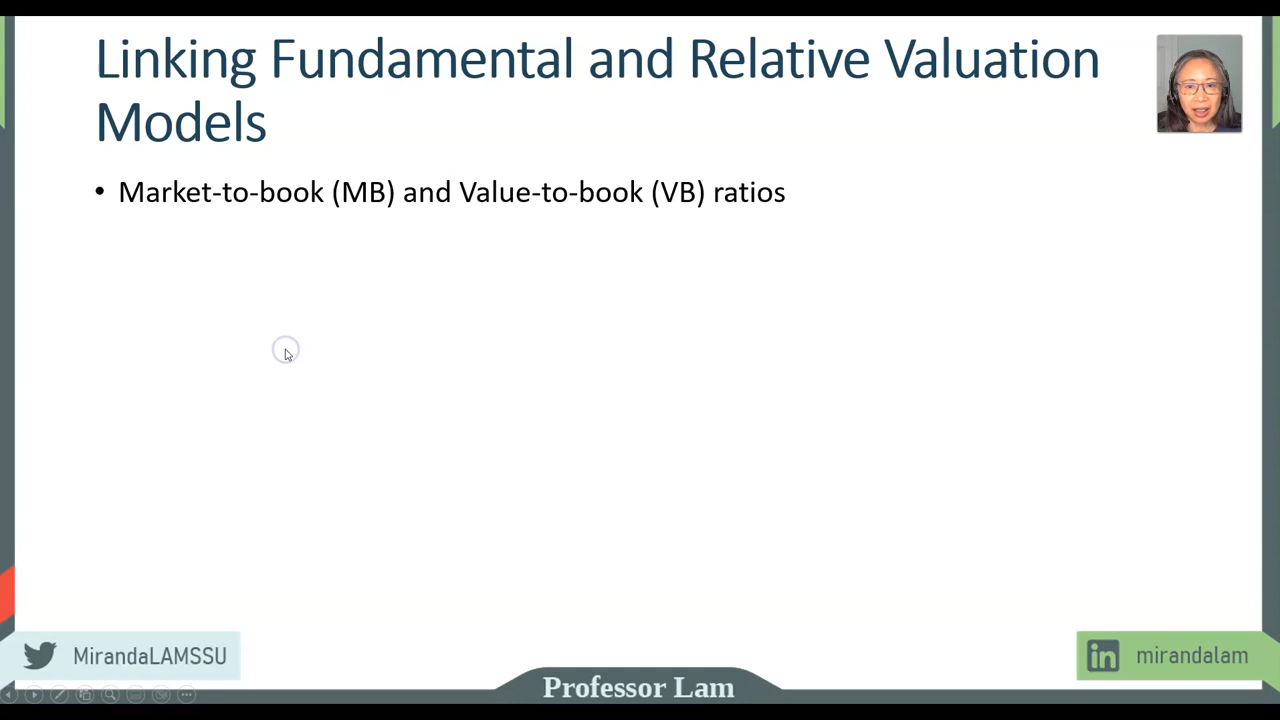 Linking Fundamental and Relative Valuation
Models
• Market-to-book (MB) and Value-to-book (VB) ratios
MirandaLAMSSU
in mirandalam
Professor Lam